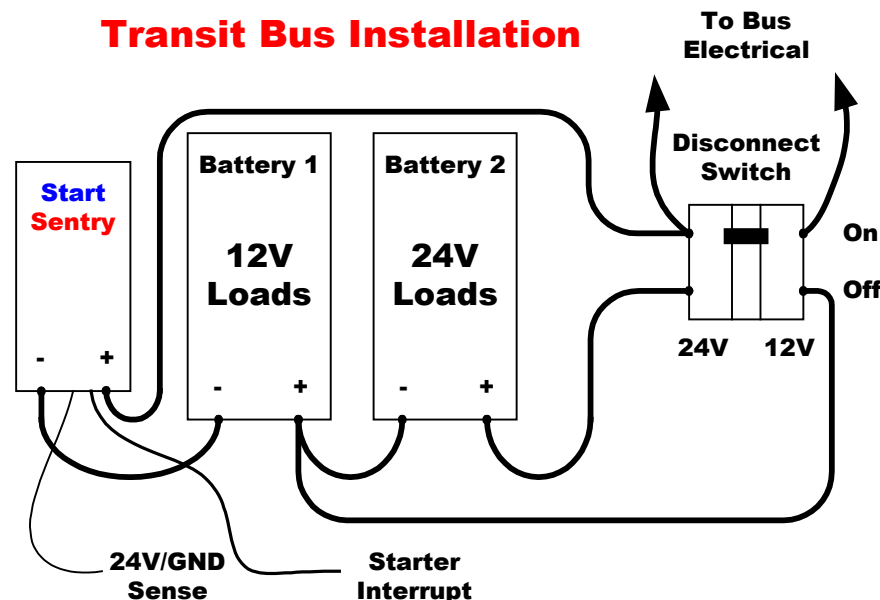 Transit Bus Installation
To Bus
Electrical
Disconnect
Switch
Start
Sentry
Battery 1
Battery 2
12V
Loads
24V
Loads
On
Off
24V
12V
-
+
-
+
-
+
24V/GND
Sense
Starter
Interrupt